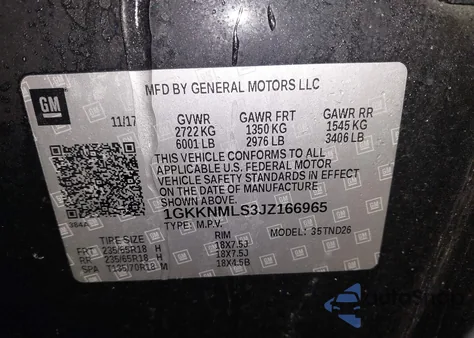 GM
MFD BY GENERAL MOTORS LLC
11/17 GVWR GAWR FRT GAWR RR
2722 KG 1350 KG 1545 KG
6001 LB 2976 LB 3406 LB
THIS VEHICLE CONFORMS TO ALL
APPLICABLE U.S. FEDERAL MOTOR
VEHICLE SAFETY STANDARDS IN EFFECT
ON THE DATE OF MANUFACTURE
SHOWN ABOVE.
1GKKNMLS3JZ166965
TYPE: M.P.V. MODEL: 35TND26
TIRE SIZE RIM
FRT 235/65R18 H 18X7.5J
RR 235/65R18 H 18X7.5J
SPA T135/70R18 M 18X4.5B